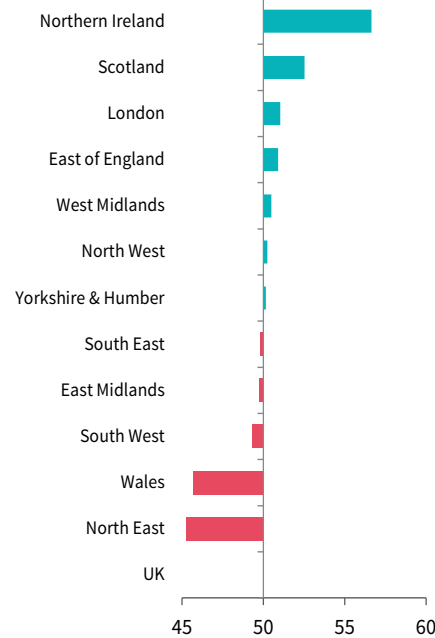 Northern Ireland
Scotland
London
East of England
West Midlands
North West
Yorkshire & Humber
South East
East Midlands
South West
Wales
North East
UK
45 50 55 60